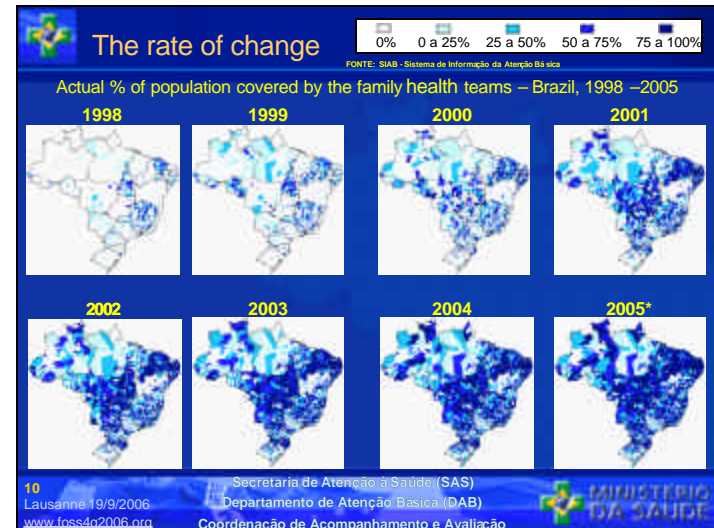 The rate of change
0% 0 a 25% 25 a 50% 50 a 75% 75 a 100%
FONTE: SIAB - Sistema de Informação da Atenção Básica
Actual % of population covered by the family health teams – Brazil, 1998 –2005
1998 1999 2000 2001
2002 2003 2004 2005*
10
Lausanne 19/9/2006
www.foss4g2006.org
Secretaria de Atenção à Saúde (SAS)
Departamento de Atenção Básica (DAB)
Coordenação de Acompanhamento e Avaliação
MINISTÉRIO
DA SAÚDE